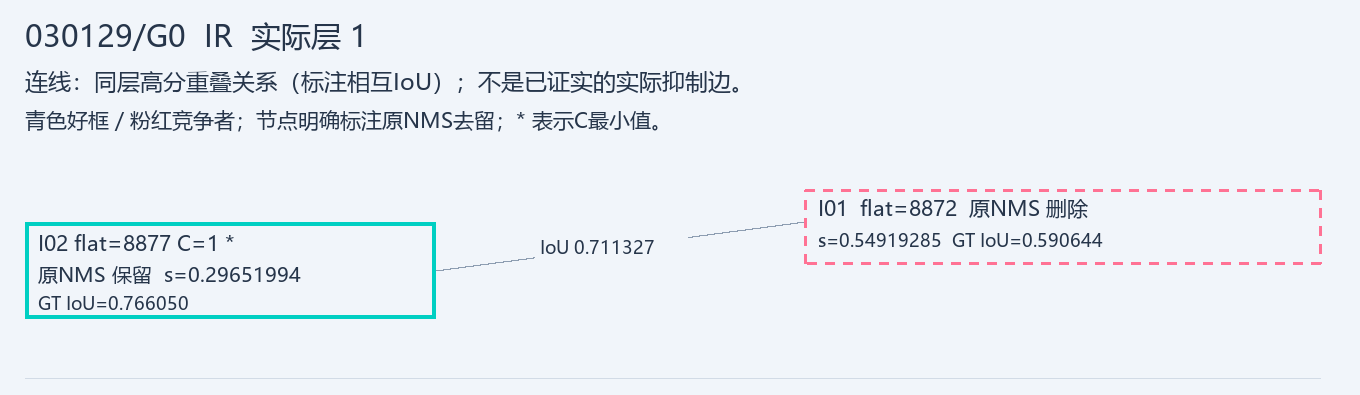 030129/G0 IR 实际层 1
连线：同层高分重叠关系（标注相互IoU）；不是已证实的实际抑制边。
青色好框 / 粉红竞争者；节点明确标注原NMS去留；* 表示C最小值。
I01 flat=8872 原NMS 删除
s=0.54919285 GT IoU=0.590644
I02 flat=8877 C=1 *
原NMS 保留 s=0.29651994
GT IoU=0.766050
IoU 0.711327